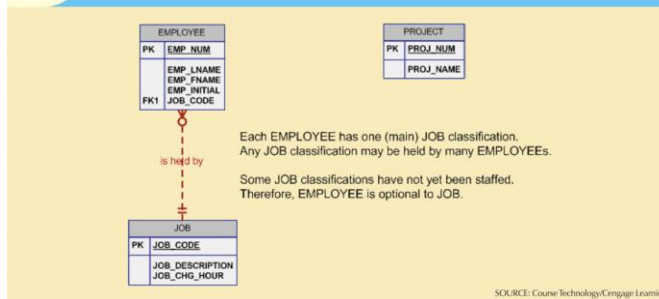 EMPLOYEE
PK EMP_NUM
EMP_LNAME
EMP_FNAME
EMP_INITIAL
FK1 JOB_CODE
PROJECT
PK PROJ_NUM
PROJ_NAME
is held by
Each EMPLOYEE has one (main) JOB classification.
Any JOB classification may be held by many EMPLOYEEs.
Some JOB classifications have not yet been staffed.
Therefore, EMPLOYEE is optional to JOB.
JOB
PK JOB_CODE
JOB_DESCRIPTION
JOB_CHG_HOUR
SOURCE: Course Technology/Cengage Learni